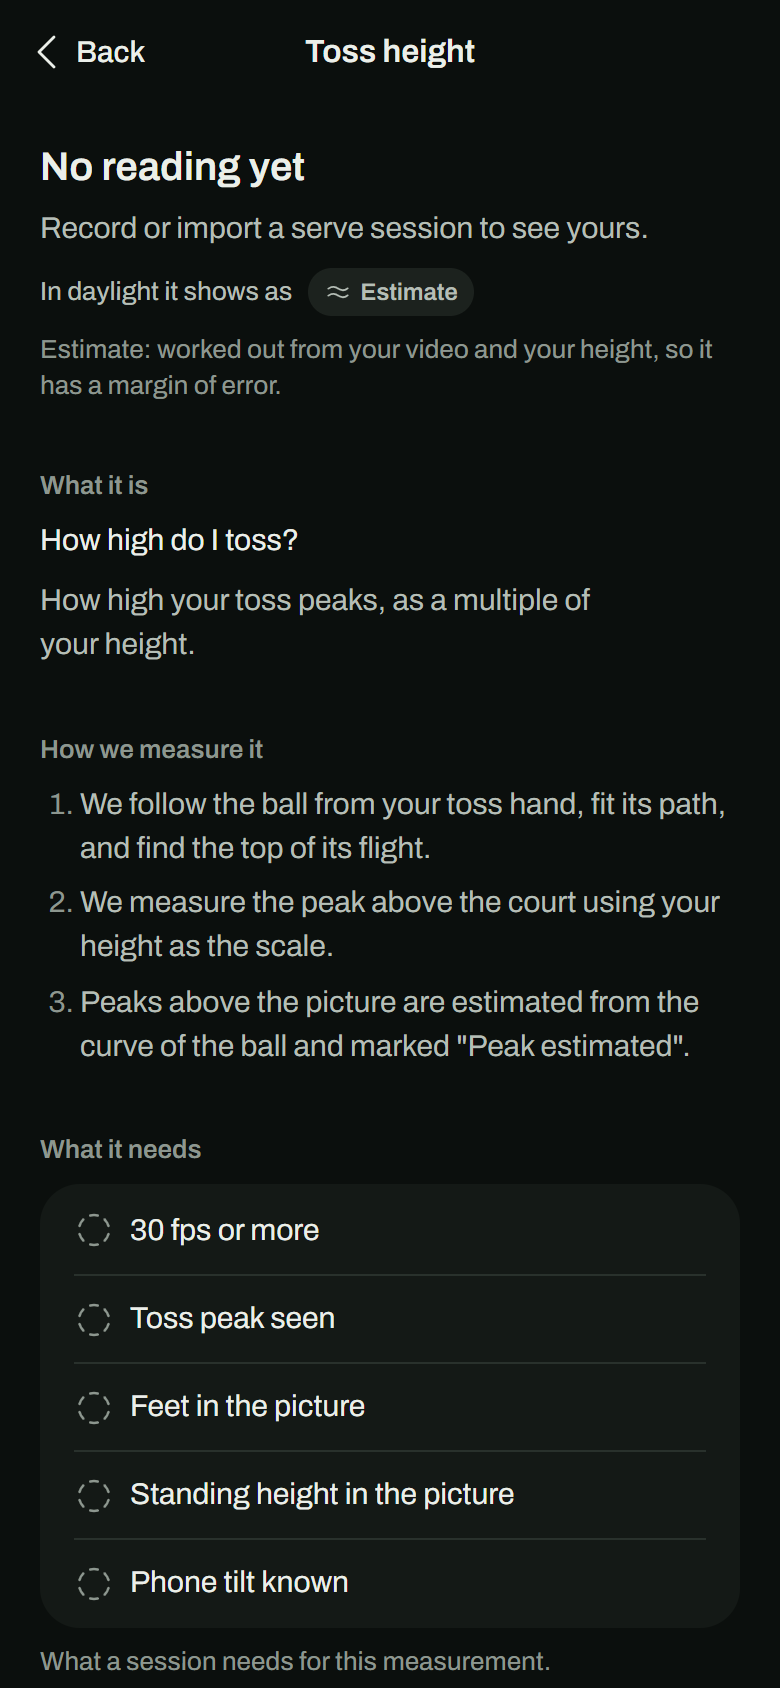 Back
Toss height
No reading yet
Record or import a serve session to see yours.
In daylight it shows as
Estimate
Estimate: worked out from your video and your height, so it
has a margin of error.
What it is
How high do I toss?
How high your toss peaks, as a multiple of
your height.
How we measure it
1. We follow the ball from your toss hand, fit its path,
and find the top of its flight.
2. We measure the peak above the court using your
height as the scale.
3. Peaks above the picture are estimated from the
curve of the ball and marked "Peak estimated".
What it needs
30 fps or more
Toss peak seen
Feet in the picture
Standing height in the picture
Phone tilt known
What a session needs for this measurement.